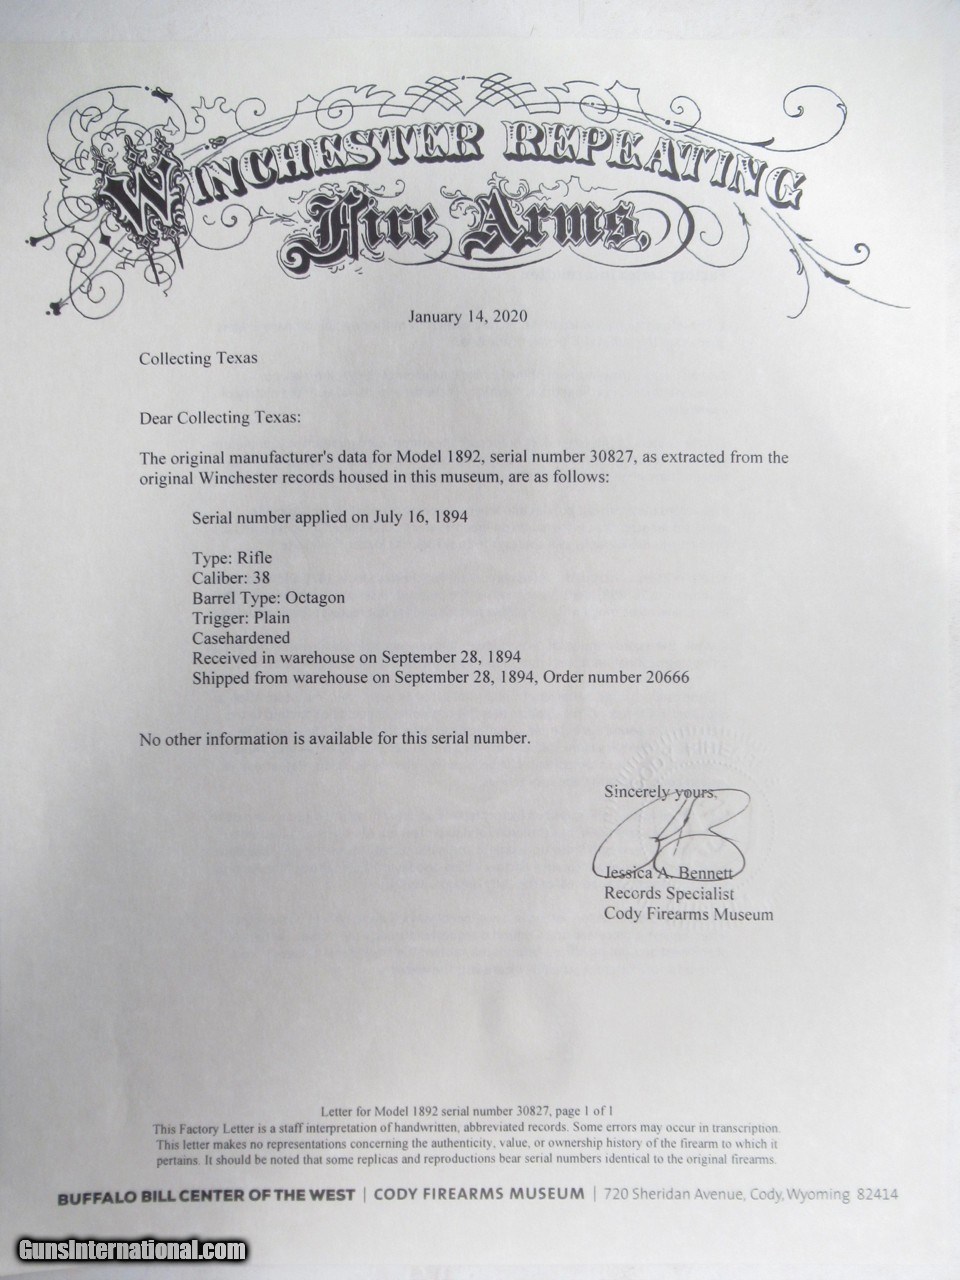 WINCHESTER REPEATING
Fire Arms,
January 14, 2020
Collecting Texas
Dear Collecting Texas:
The original manufacturer's data for Model 1892, serial number 30827, as extracted from the
original Winchester records housed in this museum, are as follows:
Serial number applied on July 16, 1894
Type: Rifle
Caliber: 38
Barrel Type: Octagon
Trigger: Plain
Casehardened
Received in warehouse on September 28, 1894
Shipped from warehouse on September 28, 1894, Order number 20666
No other information is available for this serial number.
Sincerely yours,
Jessica A. Bennett
Records Specialist
Cody Firearms Museum
Letter for Model 1892 serial number 30827, page 1 of 1
This Factory Letter is a staff interpretation of handwritten, abbreviated records. Some errors may occur in transcription.
This letter makes no representations concerning the authenticity, value, or ownership history of the firearm to which it
pertains. It should be noted that some replicas and reproductions bear serial numbers identical to the original firearms.
BUFFALO BILL CENTER OF THE WEST | CODY FIREARMS MUSEUM | 720 Sheridan Avenue, Cody, Wyoming 82414
GunsInternational.com